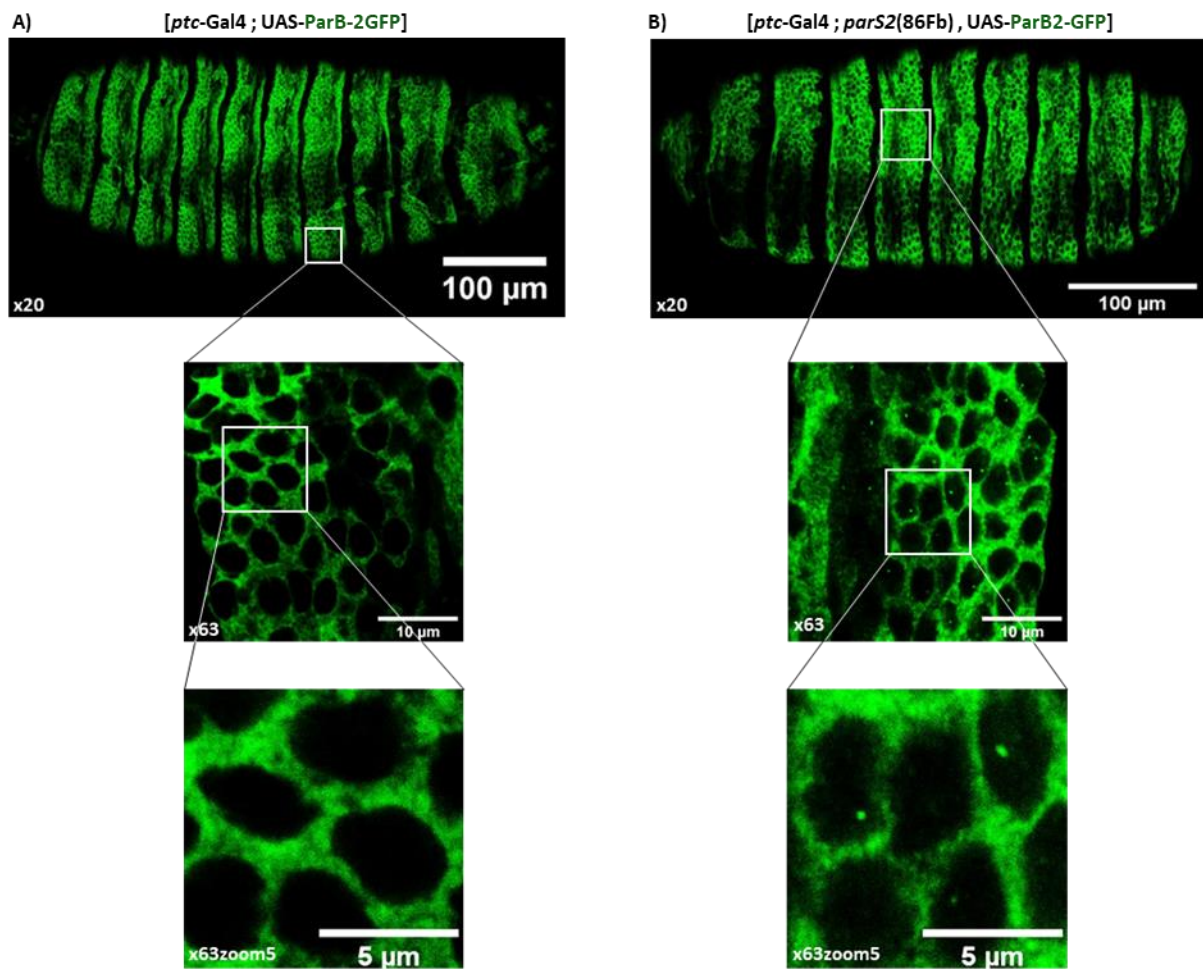 A) [ptc-Gal4 ; UAS-ParB-2GFP]
B) [ptc-Gal4 ; parS2(86Fb) , UAS-ParB2-GFP]
x20 100 µm
x20 100 µm
x63 10 µm
x63 10 µm
x63zoom5 5 µm
x63zoom5 5 µm